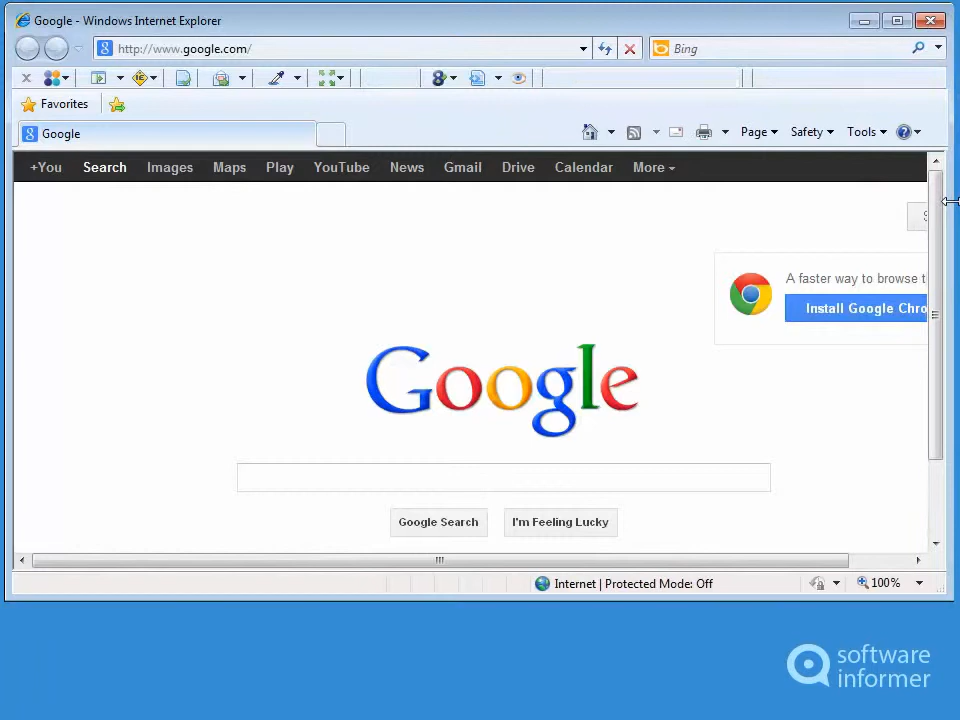 Google - Windows Internet Explorer
http://www.google.com/
Bing
Favorites
Google
Page
Safety
Tools
+You Search Images Maps Play YouTube News Gmail Drive Calendar More
A faster way to browse
Install Google Chro
Google
Google Search
I'm Feeling Lucky
Internet | Protected Mode: Off
100%
software
informer